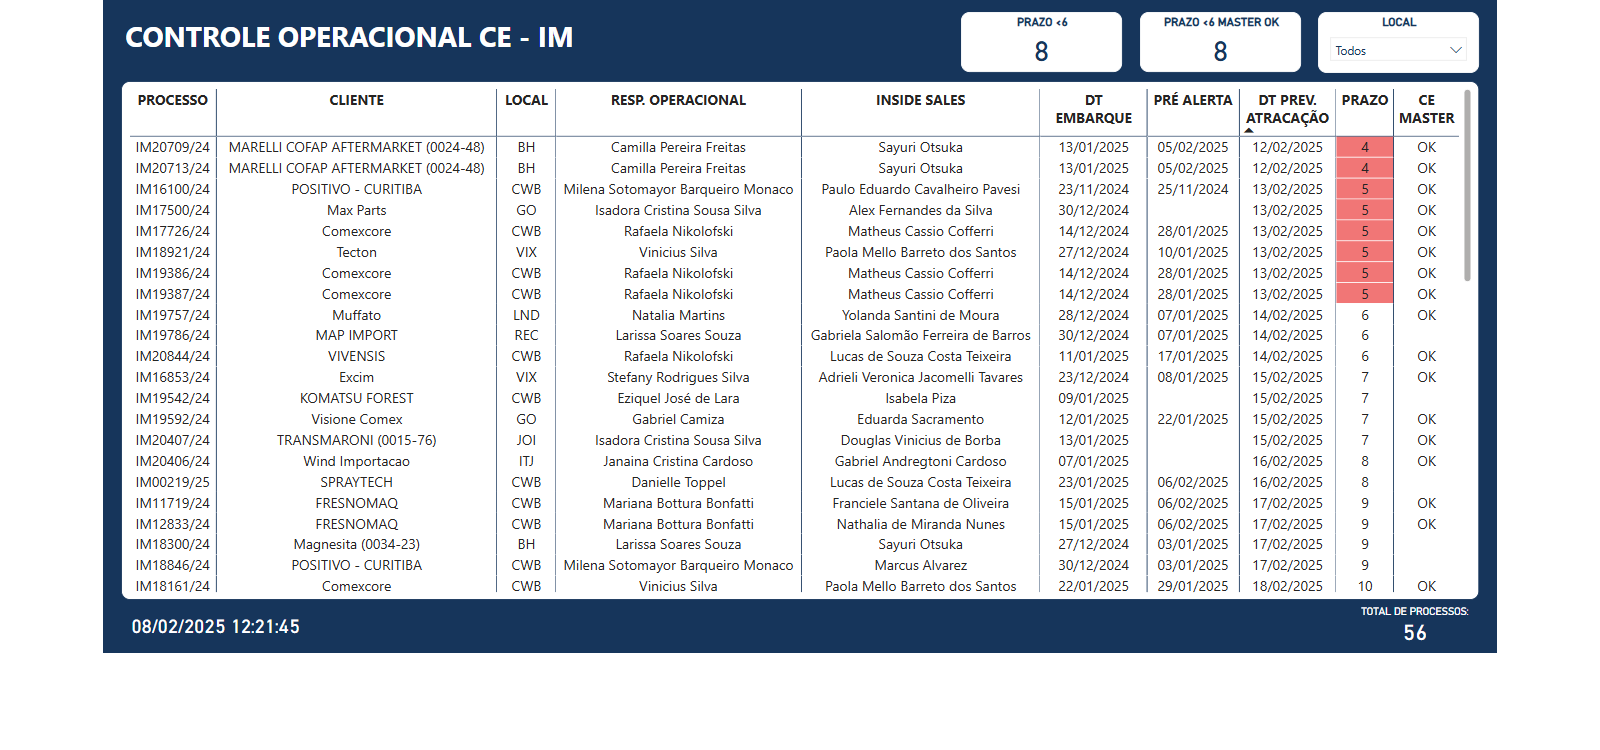 CONTROLE OPERACIONAL CE - IM
PRAZO <6
8
PRAZO <6 MASTER OK
8
LOCAL
Todos
PROCESSO CLIENTE LOCAL RESP. OPERACIONAL INSIDE SALES DT EMBARQUE PRÉ ALERTA DT PREV. ATRACAÇÃO PRAZO CE MASTER
IM20709/24 MARELLI COFAP AFTERMARKET (0024-48) BH Camilla Pereira Freitas Sayuri Otsuka 13/01/2025 05/02/2025 12/02/2025 4 OK
IM20713/24 MARELLI COFAP AFTERMARKET (0024-48) BH Camilla Pereira Freitas Sayuri Otsuka 13/01/2025 05/02/2025 12/02/2025 4 OK
IM16100/24 POSITIVO - CURITIBA CWB Milena Sotomayor Barqueiro Monaco Paulo Eduardo Cavalheiro Pavesi 23/11/2024 25/11/2024 13/02/2025 5 OK
IM17500/24 Max Parts GO Isadora Cristina Sousa Silva Alex Fernandes da Silva 30/12/2024 13/02/2025 5 OK
IM17726/24 Comexcore CWB Rafaela Nikolofski Matheus Cassio Cofferri 14/12/2024 28/01/2025 13/02/2025 5 OK
IM18921/24 Tecton VIX Vinicius Silva Paola Mello Barreto dos Santos 27/12/2024 10/01/2025 13/02/2025 5 OK
IM19386/24 Comexcore CWB Rafaela Nikolofski Matheus Cassio Cofferri 14/12/2024 28/01/2025 13/02/2025 5 OK
IM19387/24 Comexcore CWB Rafaela Nikolofski Matheus Cassio Cofferri 14/12/2024 28/01/2025 13/02/2025 5 OK
IM19757/24 Muffato LND Natalia Martins Yolanda Santini de Moura 28/12/2024 07/01/2025 14/02/2025 6 OK
IM19786/24 MAP IMPORT REC Larissa Soares Souza Gabriela Salomão Ferreira de Barros 30/12/2024 07/01/2025 14/02/2025 6
IM20844/24 VIVENSIS CWB Rafaela Nikolofski Lucas de Souza Costa Teixeira 11/01/2025 17/01/2025 14/02/2025 6 OK
IM16853/24 Excim VIX Stefany Rodrigues Silva Adrieli Veronica Jacomelli Tavares 23/12/2024 08/01/2025 15/02/2025 7 OK
IM19542/24 KOMATSU FOREST CWB Eziquel José de Lara Isabela Piza 09/01/2025 15/02/2025 7
IM19592/24 Visione Comex GO Gabriel Camiza Eduarda Sacramento 12/01/2025 22/01/2025 15/02/2025 7 OK
IM20407/24 TRANSMARONI (0015-76) JOI Isadora Cristina Sousa Silva Douglas Vinicius de Borba 13/01/2025 15/02/2025 7 OK
IM20406/24 Wind Importacao ITJ Janaina Cristina Cardoso Gabriel Andregtoni Cardoso 07/01/2025 16/02/2025 8 OK
IM00219/25 SPRAYTECH CWB Danielle Toppel Lucas de Souza Costa Teixeira 23/01/2025 06/02/2025 16/02/2025 8
IM11719/24 FRESNOMAQ CWB Mariana Bottura Bonfatti Franciele Santana de Oliveira 15/01/2025 06/02/2025 17/02/2025 9 OK
IM12833/24 FRESNOMAQ CWB Mariana Bottura Bonfatti Nathalia de Miranda Nunes 15/01/2025 06/02/2025 17/02/2025 9 OK
IM18300/24 Magnesita (0034-23) BH Larissa Soares Souza Sayuri Otsuka 27/12/2024 03/01/2025 17/02/2025 9
IM18846/24 POSITIVO - CURITIBA CWB Milena Sotomayor Barqueiro Monaco Marcus Alvarez 30/12/2024 03/01/2025 17/02/2025 9
IM18161/24 Comexcore CWB Vinicius Silva Paola Mello Barreto dos Santos 22/01/2025 29/01/2025 18/02/2025 10 OK
08/02/2025 12:21:45
TOTAL DE PROCESSOS:
56